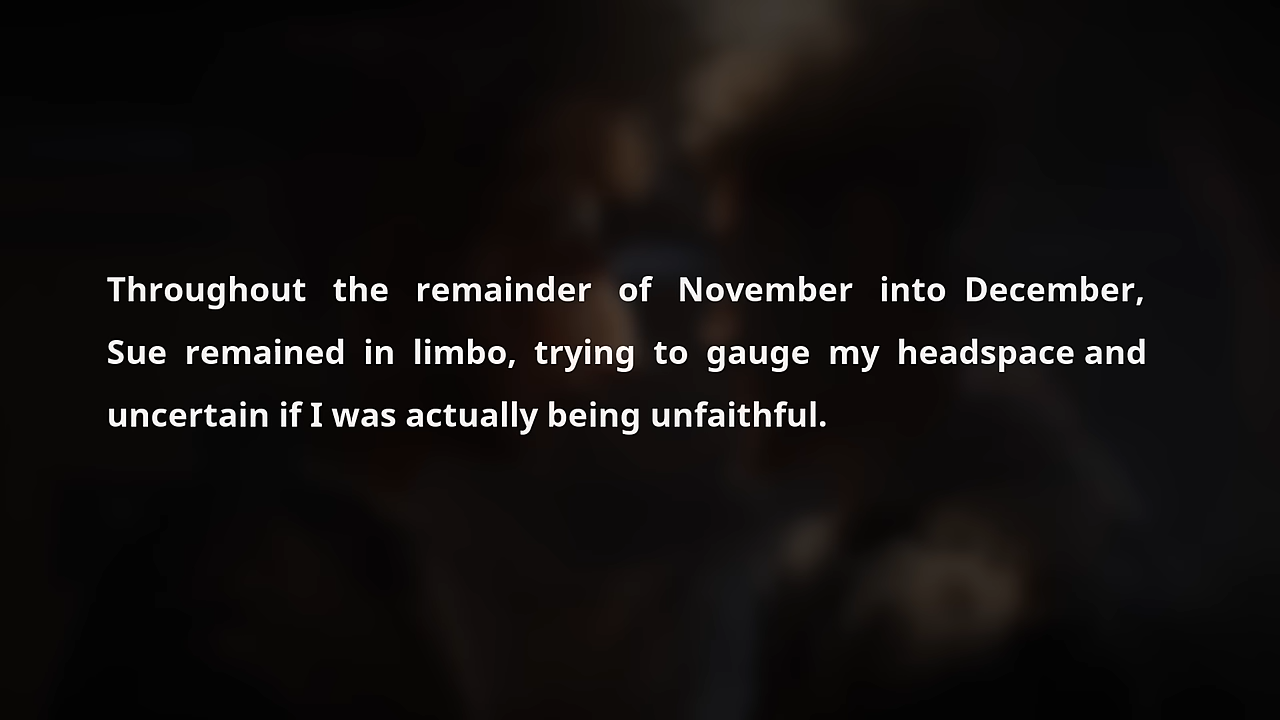 Throughout the remainder of November into December,
Sue remained in limbo, trying to gauge my headspace and
uncertain if I was actually being unfaithful.